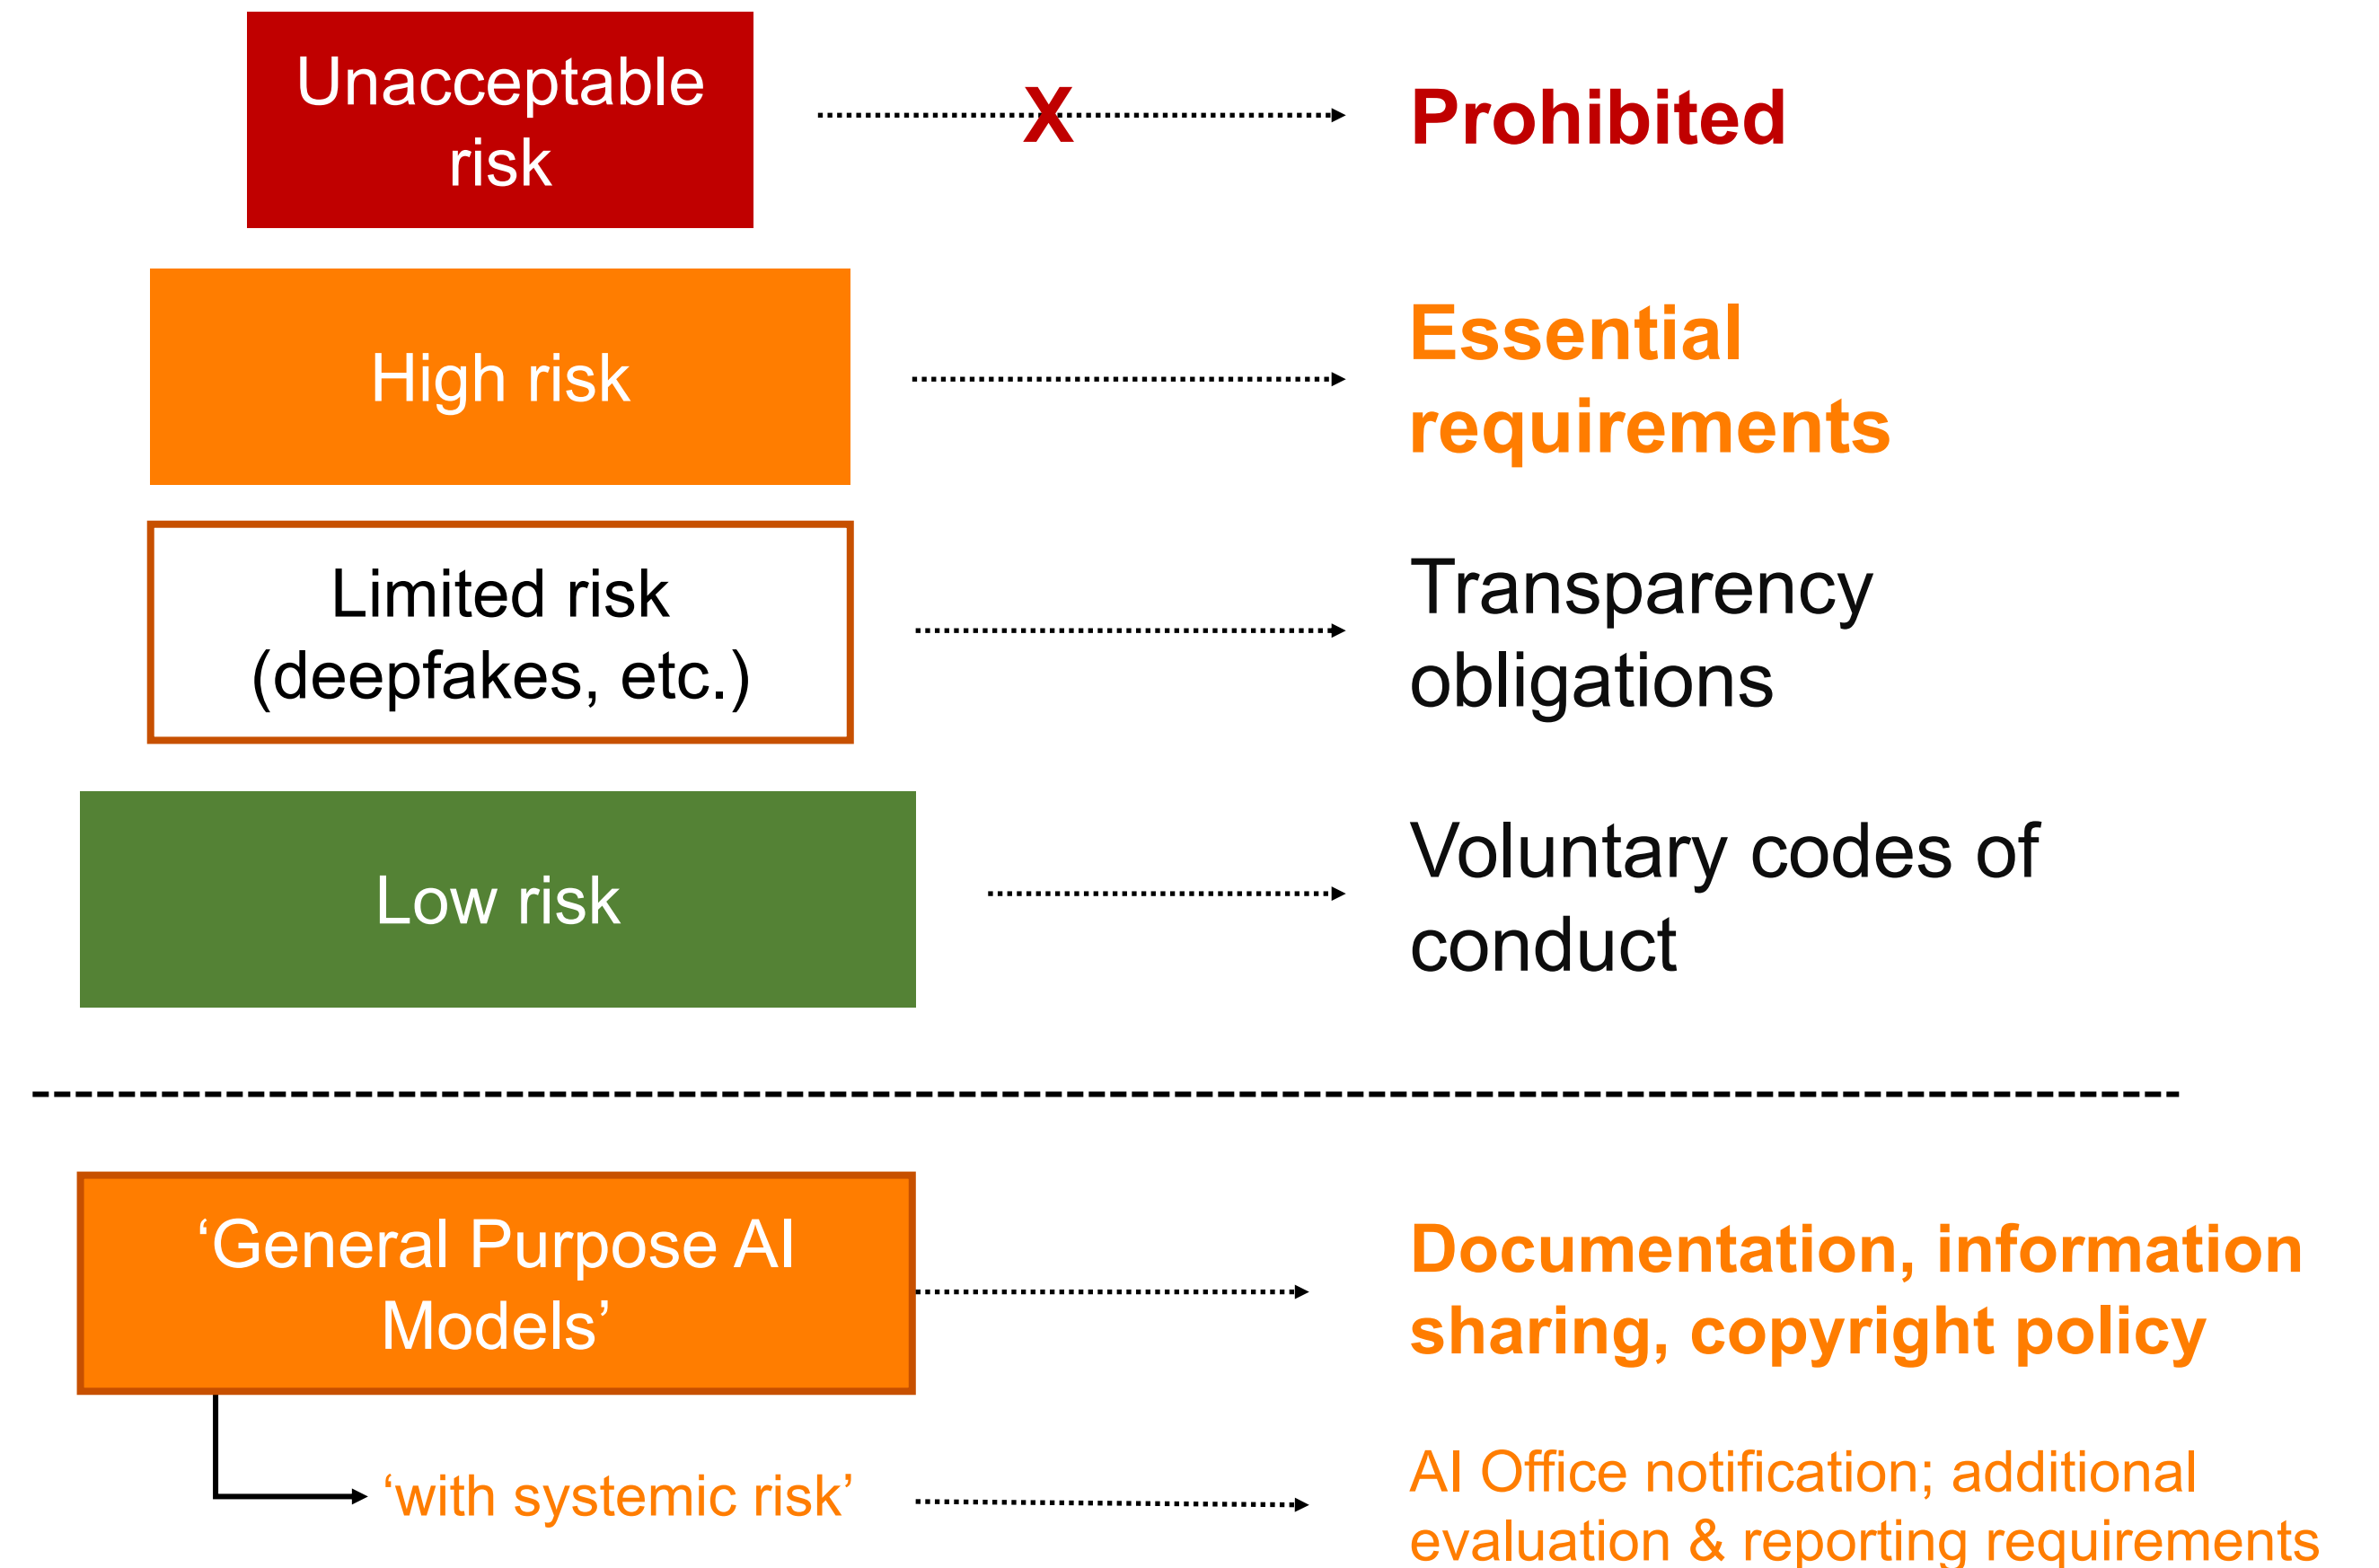 Unacceptable
risk
X
Prohibited
High risk
Essential
requirements
Limited risk
(deepfakes, etc.)
Transparency
obligations
Low risk
Voluntary codes of
conduct
‘General Purpose AI
Models’
Documentation, information
sharing, copyright policy
‘with systemic risk’
AI Office notification; additional
evaluation & reporting requirements